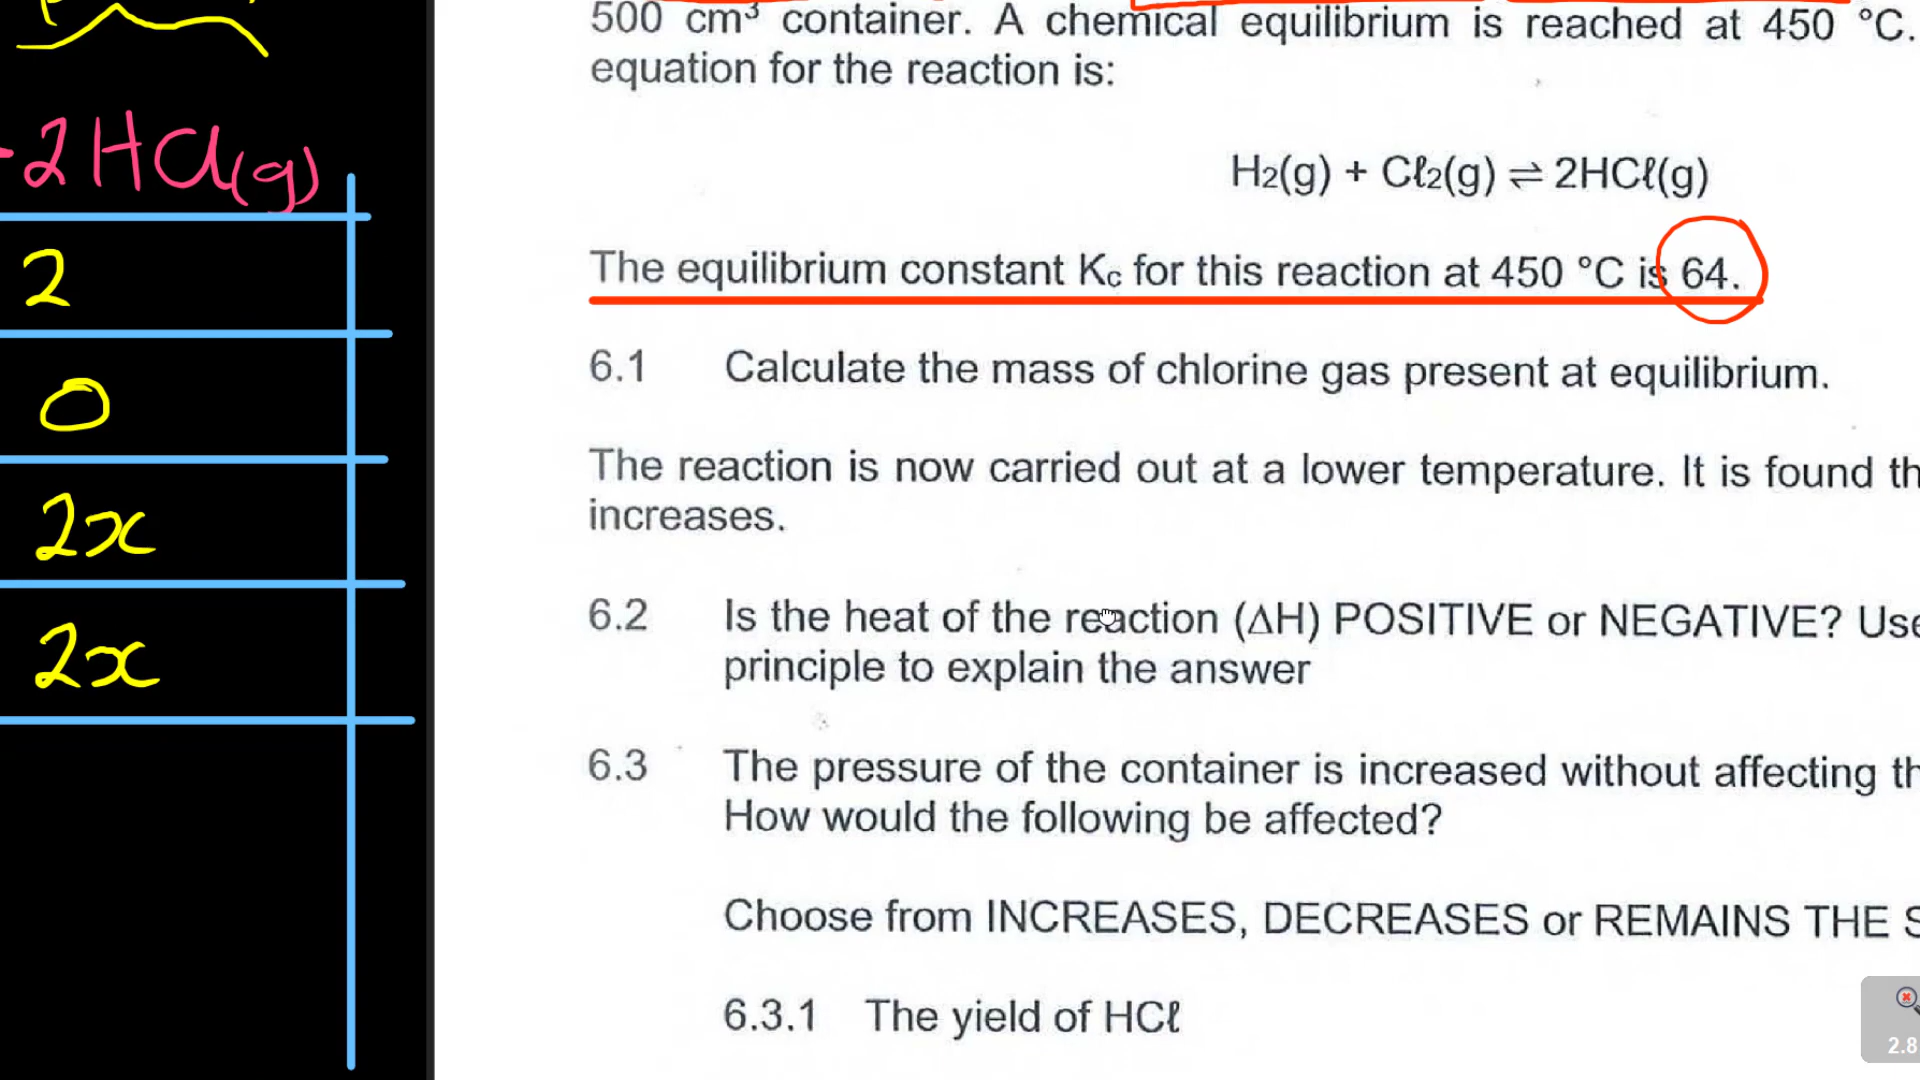 2HCl(g)
2
0
2x
2x
500 cm³ container. A chemical equilibrium is reached at 450 °C.
equation for the reaction is:
H₂(g) + Cℓ₂(g) ⇌ 2HCℓ(g)
The equilibrium constant Kc for this reaction at 450 °C is 64.
6.1 Calculate the mass of chlorine gas present at equilibrium.
The reaction is now carried out at a lower temperature. It is found th
increases.
6.2 Is the heat of the reaction (ΔH) POSITIVE or NEGATIVE? Use
principle to explain the answer
6.3 The pressure of the container is increased without affecting th
How would the following be affected?
Choose from INCREASES, DECREASES or REMAINS THE S
6.3.1 The yield of HCℓ
2.8